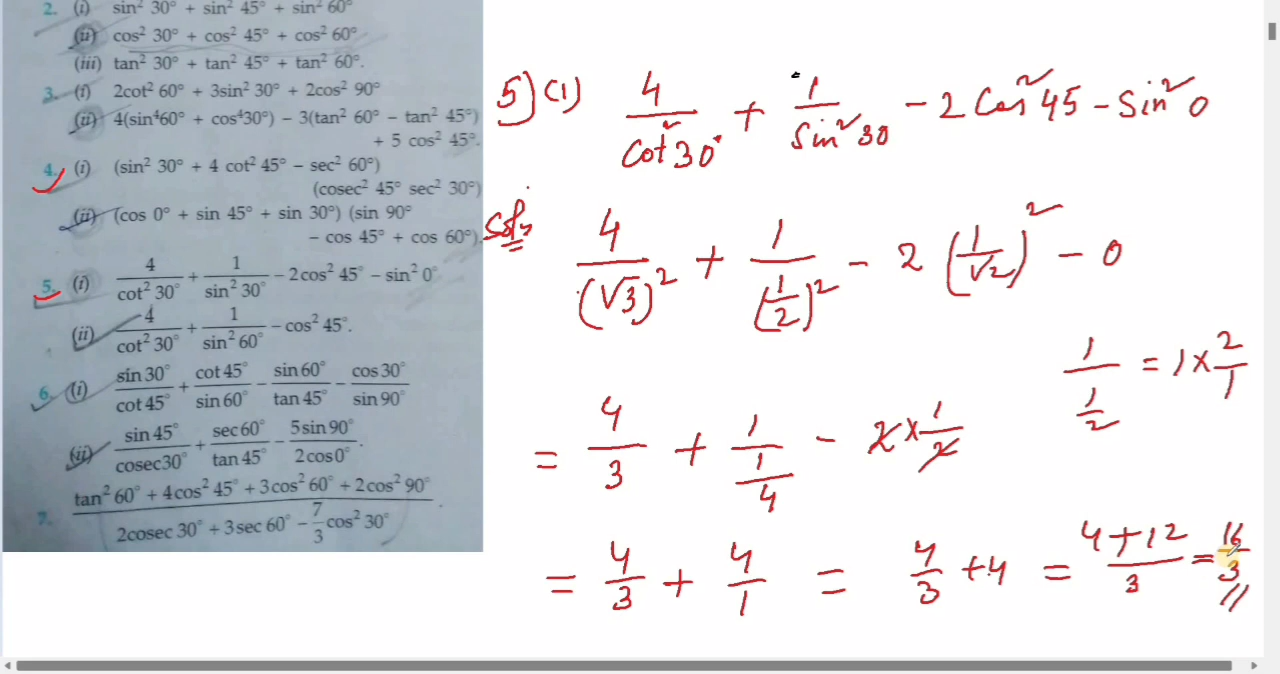 2. (i) sin² 30° + sin² 45° + sin² 60°
(ii) cos² 30° + cos² 45° + cos² 60°
(iii) tan² 30° + tan² 45° + tan² 60°.
3. (i) 2cot² 60° + 3sin² 30° + 2cos² 90°
(ii) 4(sin⁴60° + cos⁴30°) – 3(tan² 60° – tan² 45°)
+ 5 cos² 45°.
4. (i) (sin² 30° + 4 cot² 45° – sec² 60°)
(cosec² 45° sec² 30°)
(ii) (cos 0° + sin 45° + sin 30°) (sin 90°
– cos 45° + cos 60°).
5. (i) 4/cot² 30° + 1/sin² 30° – 2cos² 45° – sin² 0°
(ii) 4/cot² 30° + 1/sin² 60° – cos² 45°.
6. (i) sin 30°/cot 45° + cot 45°/sin 60° – sin 60°/tan 45° – cos 30°/sin 90°
(ii) sin 45°/cosec 30° + sec 60°/tan 45° – 5 sin 90°/2 cos 0°.
7. tan² 60° + 4 cos² 45° + 3 cos² 60° + 2 cos² 90° / 2 cosec 30° + 3 sec 60° – 7/3 cos² 30°.
5) (1) 4/Cot² 30° + 1/Sin² 30 - 2 Cos² 45 - Sin² 0
Soln 4/(√3)² + 1/(1/2)² - 2 (1/√2)² - 0
1/(1/2) = 1 × 2/1
= 4/3 + 1/(1/4) - 2 × 1/2
= 4/3 + 4/1 = 4/3 + 4 = 4+12/3 = 16/3 //